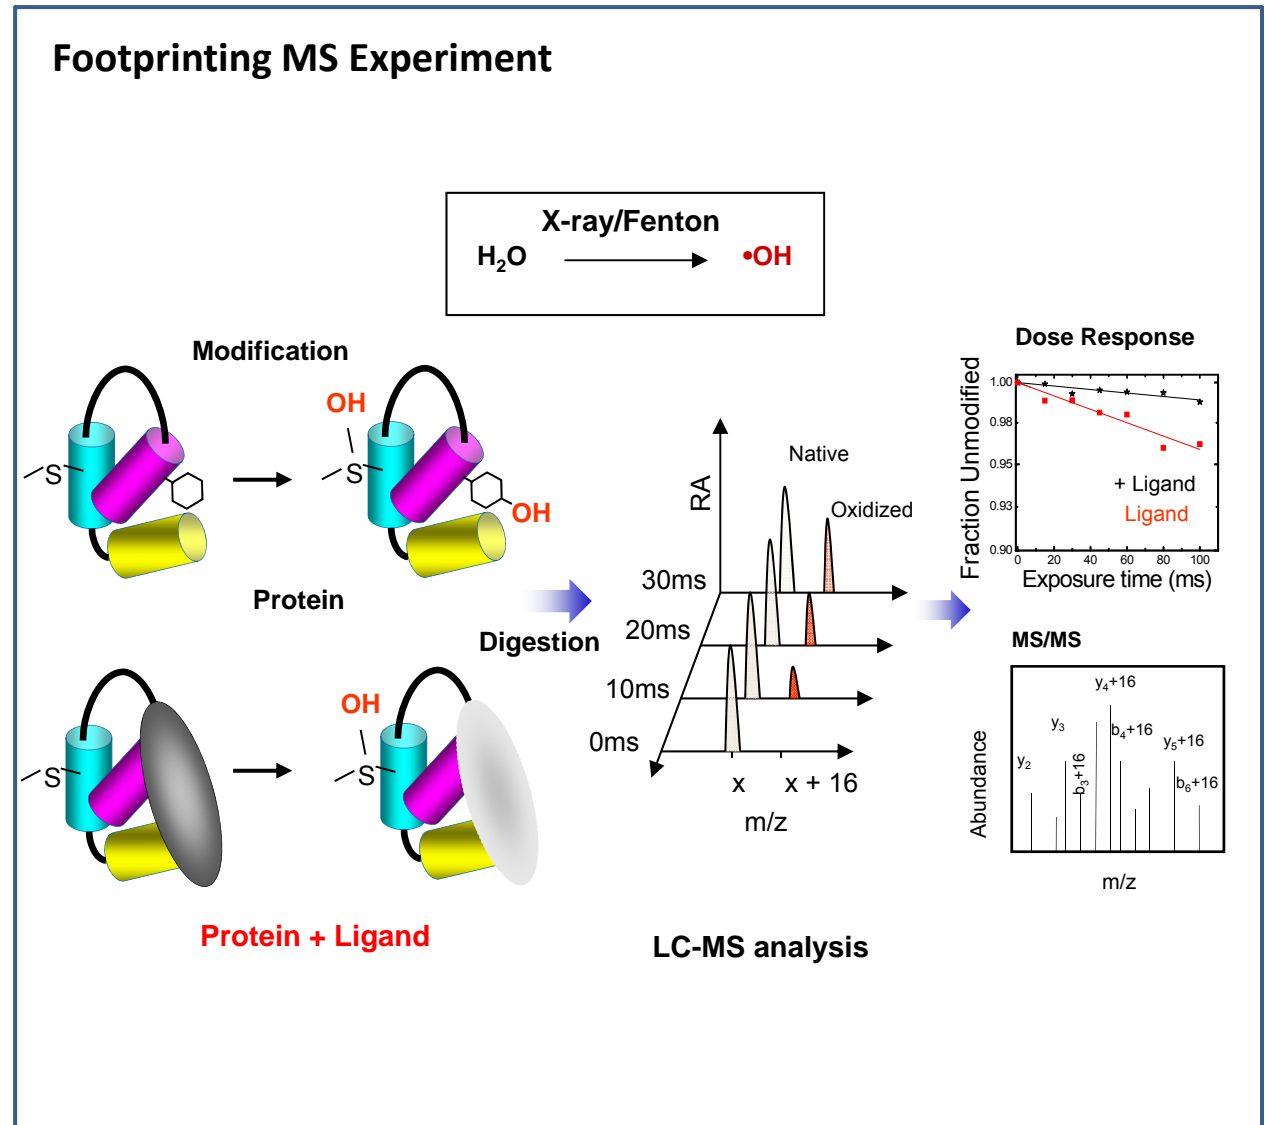 Footprinting MS Experiment
X-ray/Fenton
H₂O
•OH
Modification
OH
S
S
OH
Protein
OH
S
S
Protein + Ligand
Digestion
RA
Native
Oxidized
30ms
20ms
10ms
0ms
x
x + 16
m/z
LC-MS analysis
Dose Response
Fraction Unmodified
1.00
0.98
0.95
0.93
0.90
+ Ligand
Ligand
0 20 40 60 80 100
Exposure time (ms)
MS/MS
Abundance
y₂
y₃
b₃+16
y₄+16
b₄+16
y₅+16
b₆+16
m/z